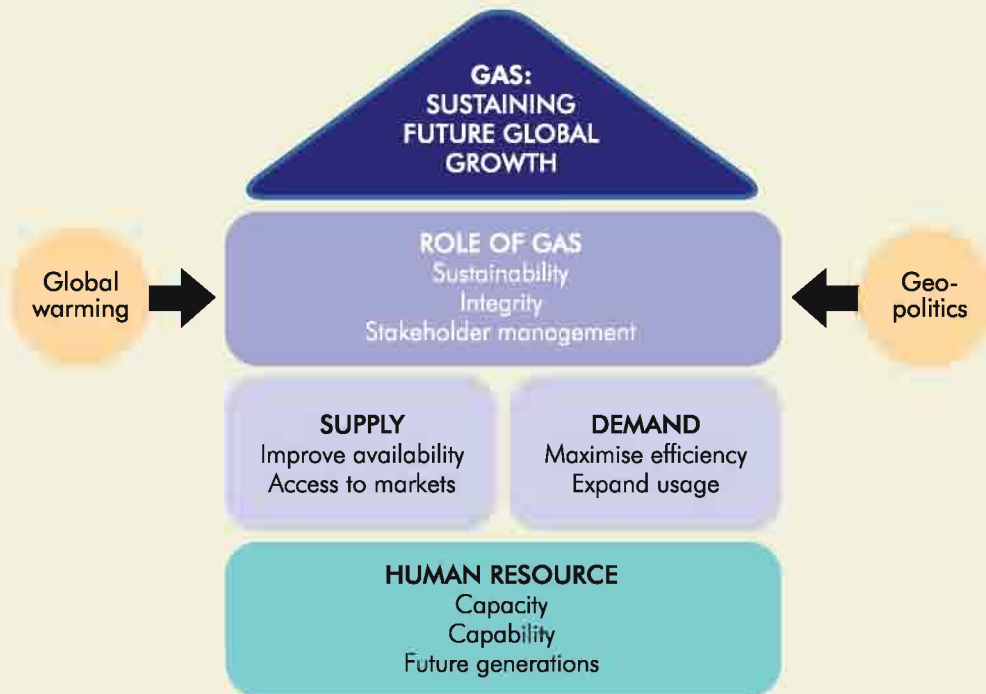 GAS:
SUSTAINING
FUTURE GLOBAL
GROWTH
ROLE OF GAS
Sustainability
Integrity
Stakeholder management
Global
warming
Geo-
politics
SUPPLY
Improve availability
Access to markets
DEMAND
Maximise efficiency
Expand usage
HUMAN RESOURCE
Capacity
Capability
Future generations